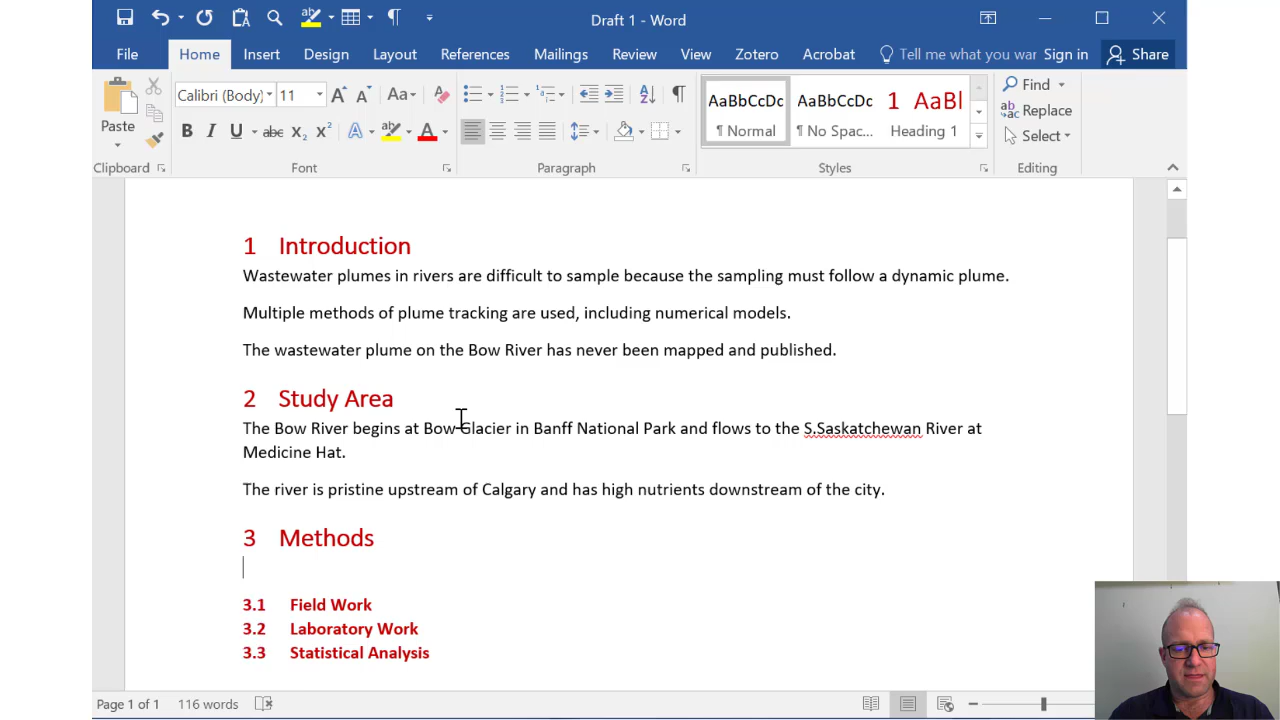 Draft 1 - Word
File Home Insert Design Layout References Mailings Review View Zotero Acrobat Tell me what you war Sign in Share
Calibri (Body) 11
Paste
Clipboard Font Paragraph Styles Editing
AaBbCcDc AaBbCcDc 1 AaBl
¶ Normal ¶ No Spac... Heading 1
Find
Replace
Select
1 Introduction
Wastewater plumes in rivers are difficult to sample because the sampling must follow a dynamic plume.
Multiple methods of plume tracking are used, including numerical models.
The wastewater plume on the Bow River has never been mapped and published.
2 Study Area
The Bow River begins at Bow Glacier in Banff National Park and flows to the S.Saskatchewan River at
Medicine Hat.
The river is pristine upstream of Calgary and has high nutrients downstream of the city.
3 Methods
3.1 Field Work
3.2 Laboratory Work
3.3 Statistical Analysis
Page 1 of 1 116 words